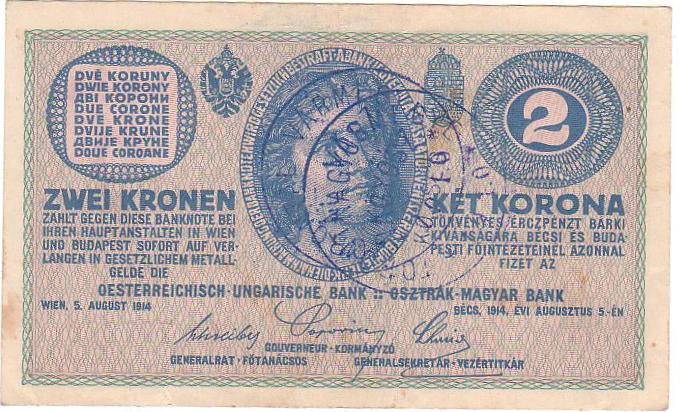 DVĚ KORUNY
DWIE KORONY
ДВІ КОРОНИ
DUE CORONE
DVE KRONE
DVIJE KRUNE
ДВИЈЕ КРУНЕ
DOUE COROANE
2
ZWEI KRONEN
ZAHLT GEGEN DIESE BANKNOTE BEI
IHREN HAUPTANSTALTEN IN WIEN
UND BUDAPEST SOFORT AUF VER-
LANGEN IN GESETZLICHEM METALL-
GELDE DIE
KÉT KORONA
TÖRVÉNYES ÉRCZPÉNZT BÁRKI
KIVÁNSÁGÁRA BÉCSI ÉS BUDA-
PESTI FŐINTÉZETEINÉL AZONNAL
FIZET AZ
OESTERREICHISCH-UNGARISCHE BANK :: OSZTRÁK-MAGYAR BANK
WIEN, 5. AUGUST 1914
BÉCS, 1914. ÉVI AUGUSZTUS 5.-ÉN
GOUVERNEUR - KORMÁNYZÓ
GENERALRAT - FŐTANÁCSOS
GENERALSEKRETÄR - VEZÉRTITKÁR